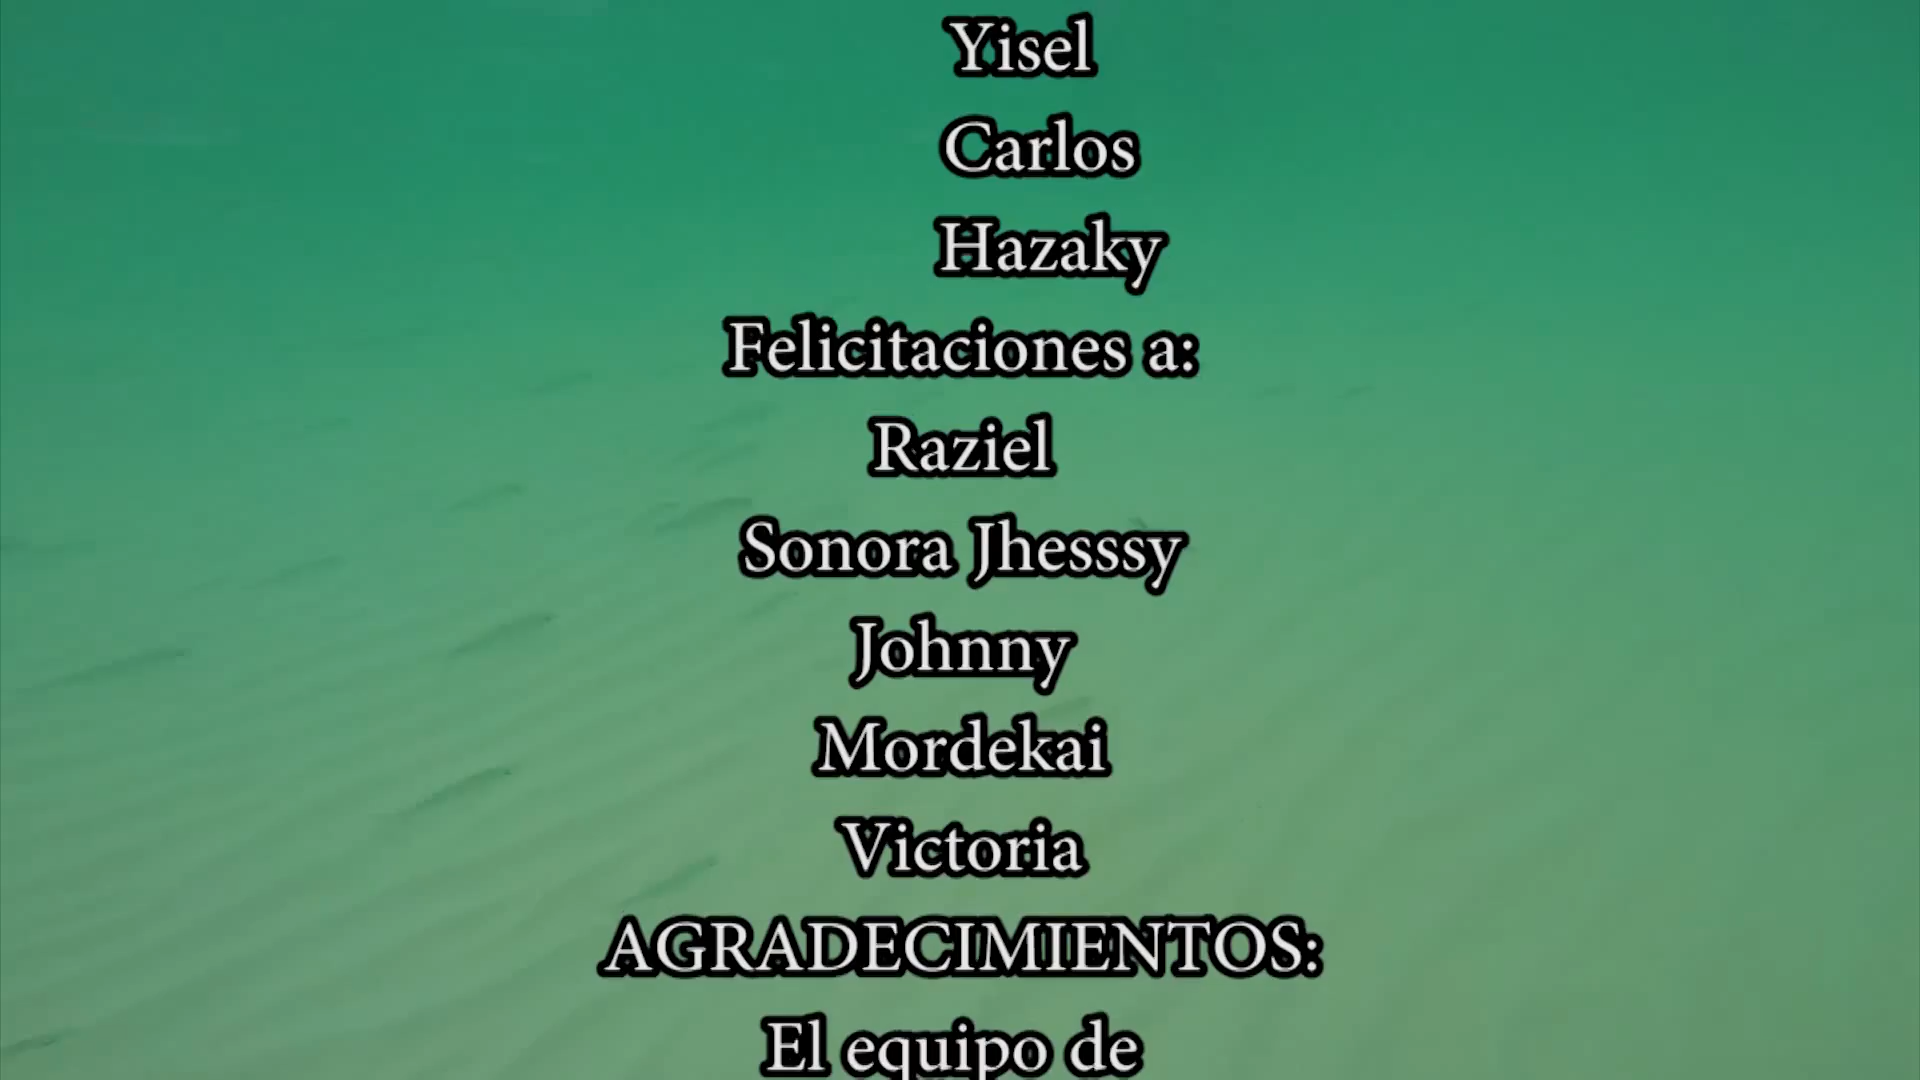 Yisel
Carlos
Hazaky
Felicitaciones a:
Raziel
Sonora Jhesssy
Johnny
Mordekai
Victoria
AGRADECIMIENTOS:
El equipo de